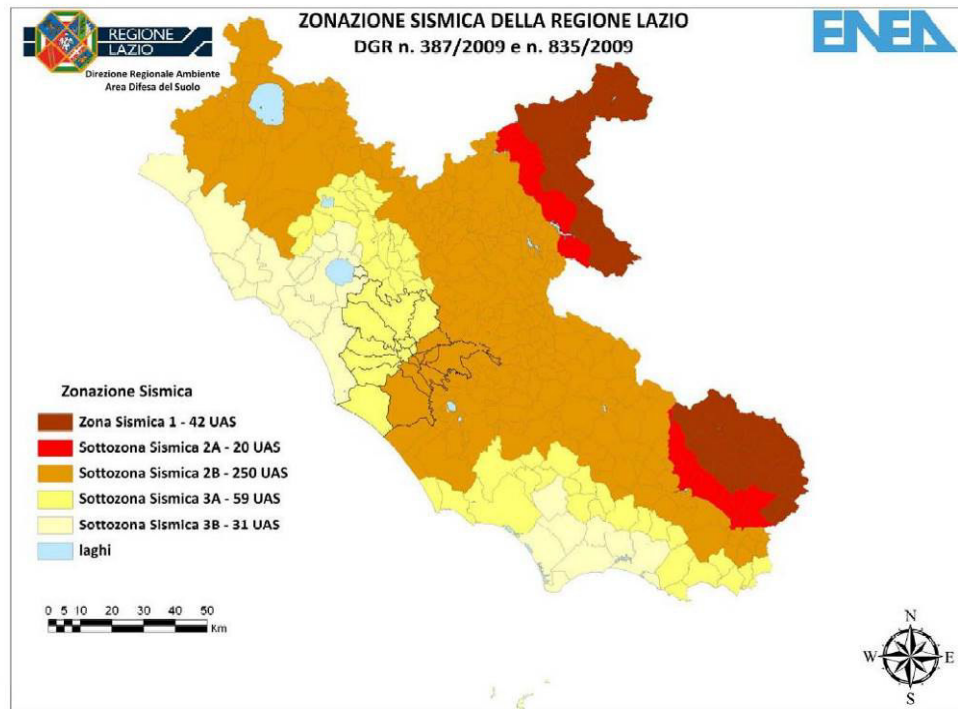 ZONAZIONE SISMICA DELLA REGIONE LAZIO
DGR n. 387/2009 e n. 835/2009
REGIONE
LAZIO
Direzione Regionale Ambiente
Area Difesa del Suolo
ENEA
Zonazione Sismica
Zona Sismica 1 - 42 UAS
Sottozona Sismica 2A - 20 UAS
Sottozona Sismica 2B - 250 UAS
Sottozona Sismica 3A - 59 UAS
Sottozona Sismica 3B - 31 UAS
laghi
0 5 10 20 30 40 50
Km
N
W E
S